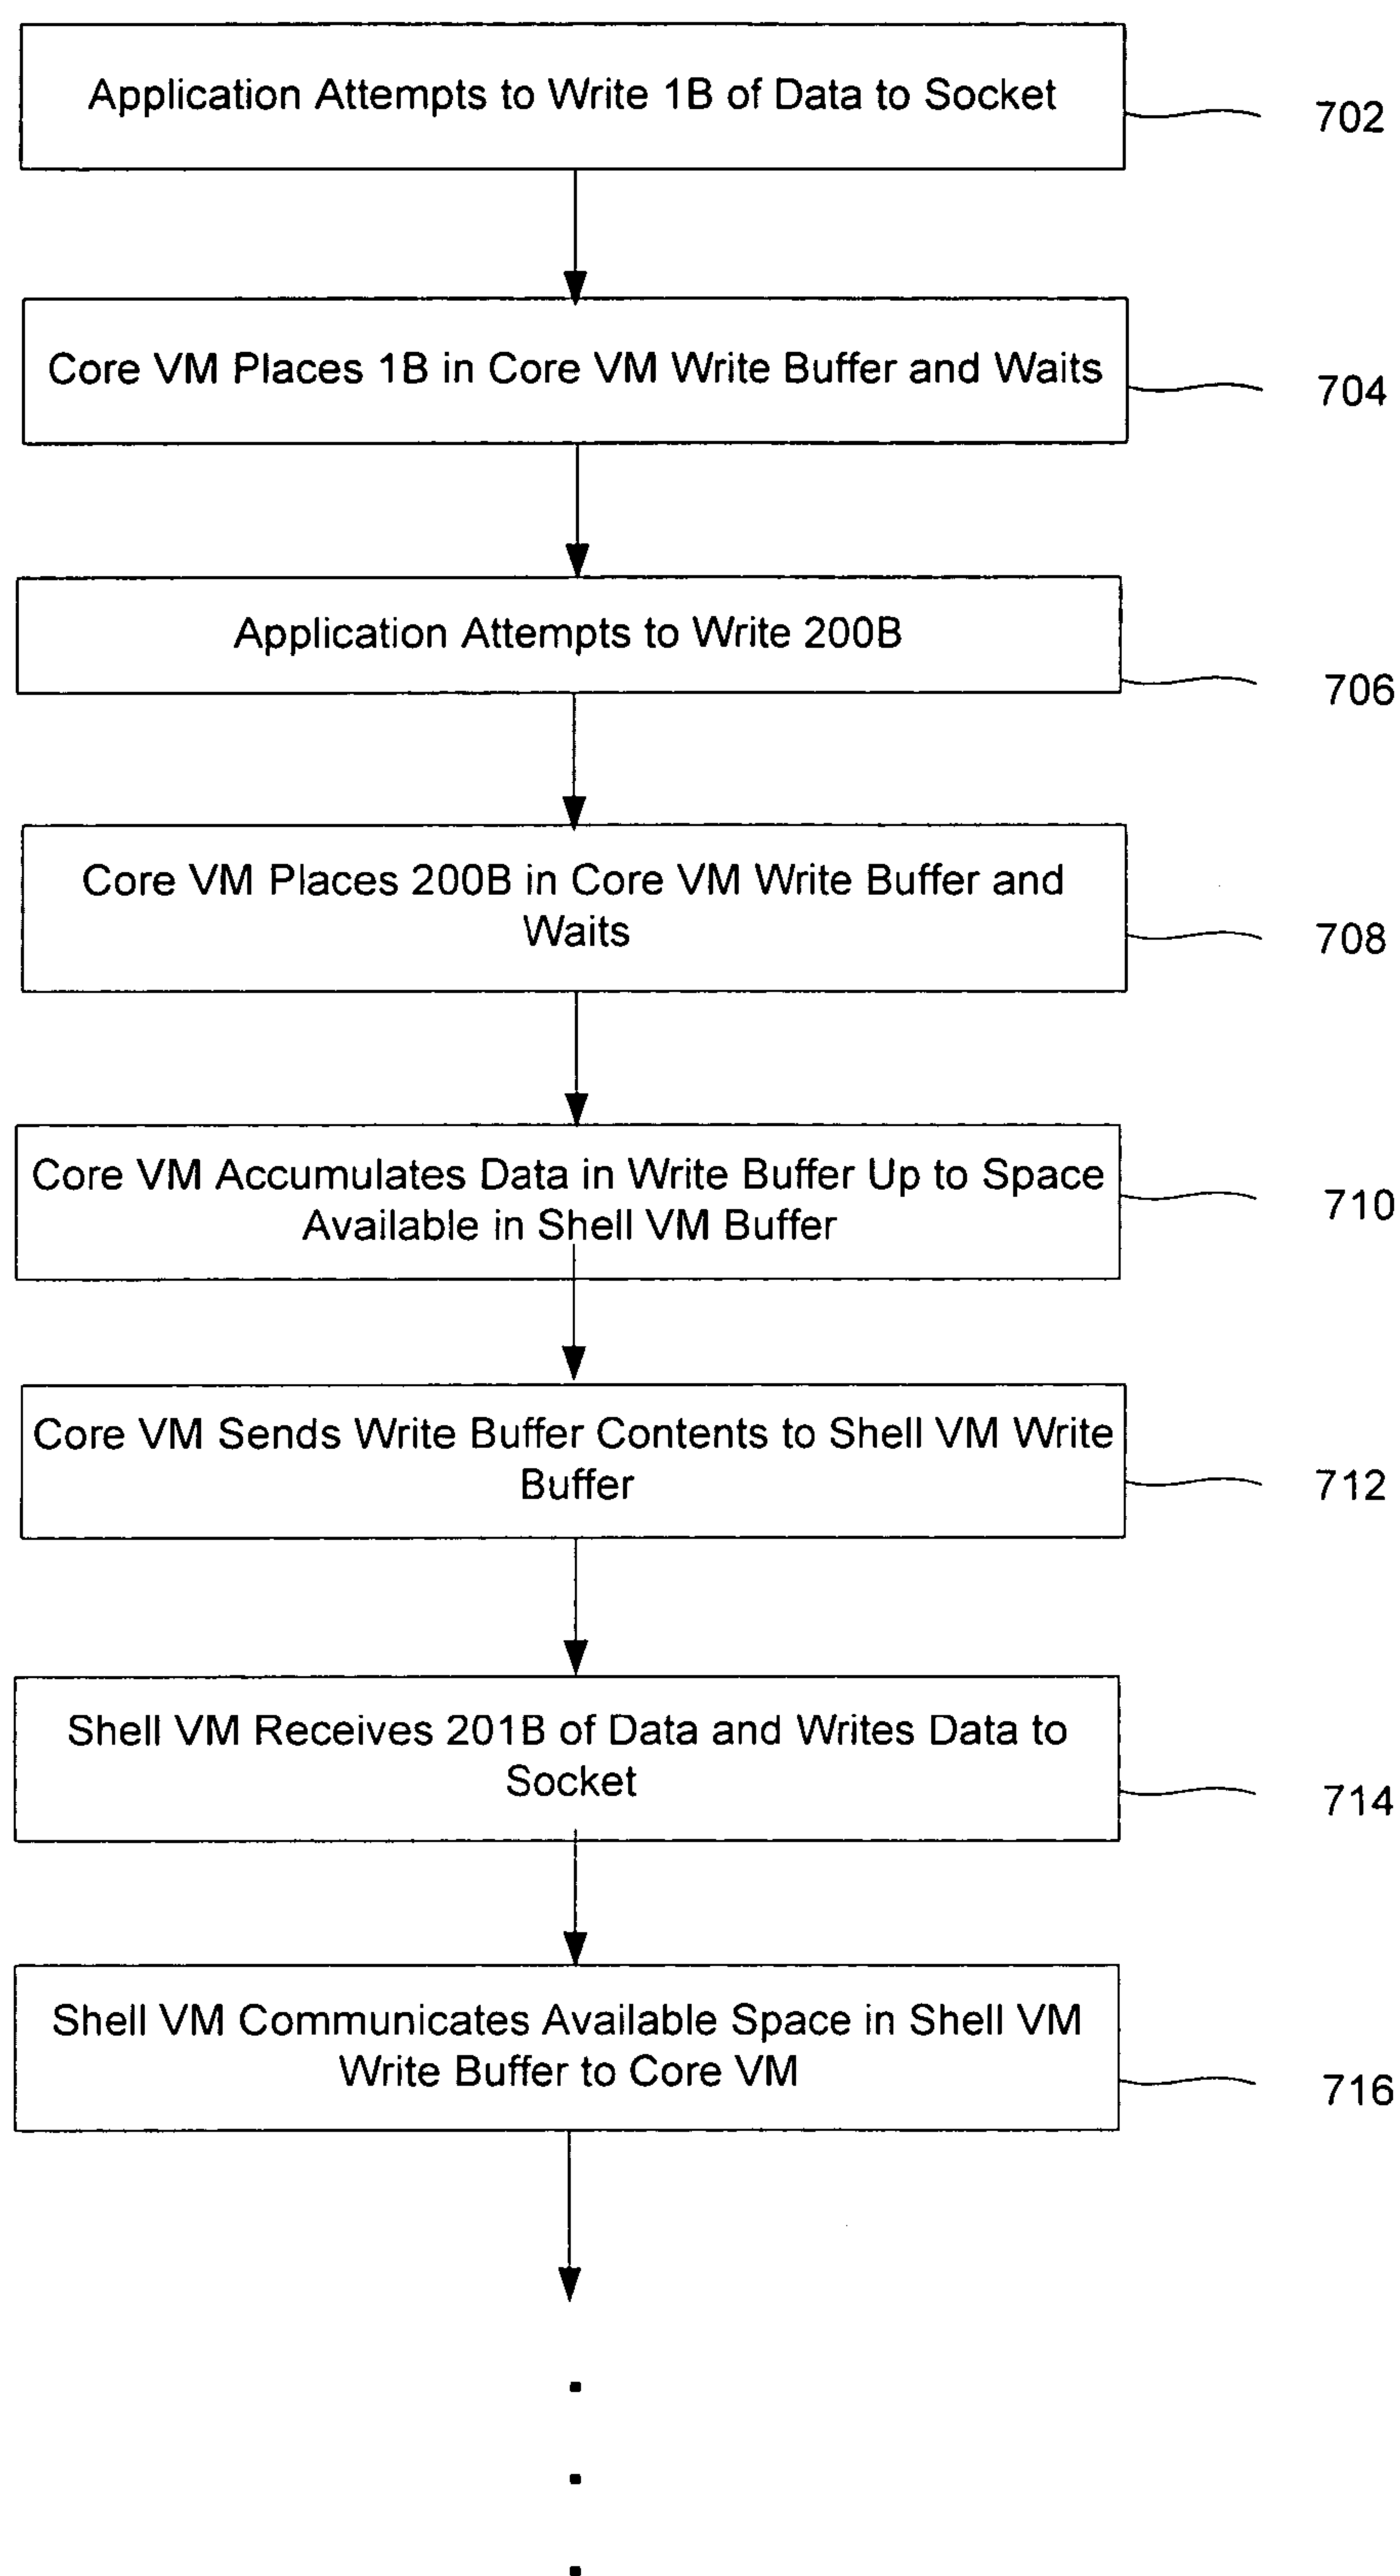 Application Attempts to Write 1B of Data to Socket
702
Core VM Places 1B in Core VM Write Buffer and Waits
704
Application Attempts to Write 200B
706
Core VM Places 200B in Core VM Write Buffer and
Waits
708
Core VM Accumulates Data in Write Buffer Up to Space
Available in Shell VM Buffer
710
Core VM Sends Write Buffer Contents to Shell VM Write
Buffer
712
Shell VM Receives 201B of Data and Writes Data to
Socket
714
Shell VM Communicates Available Space in Shell VM
Write Buffer to Core VM
716